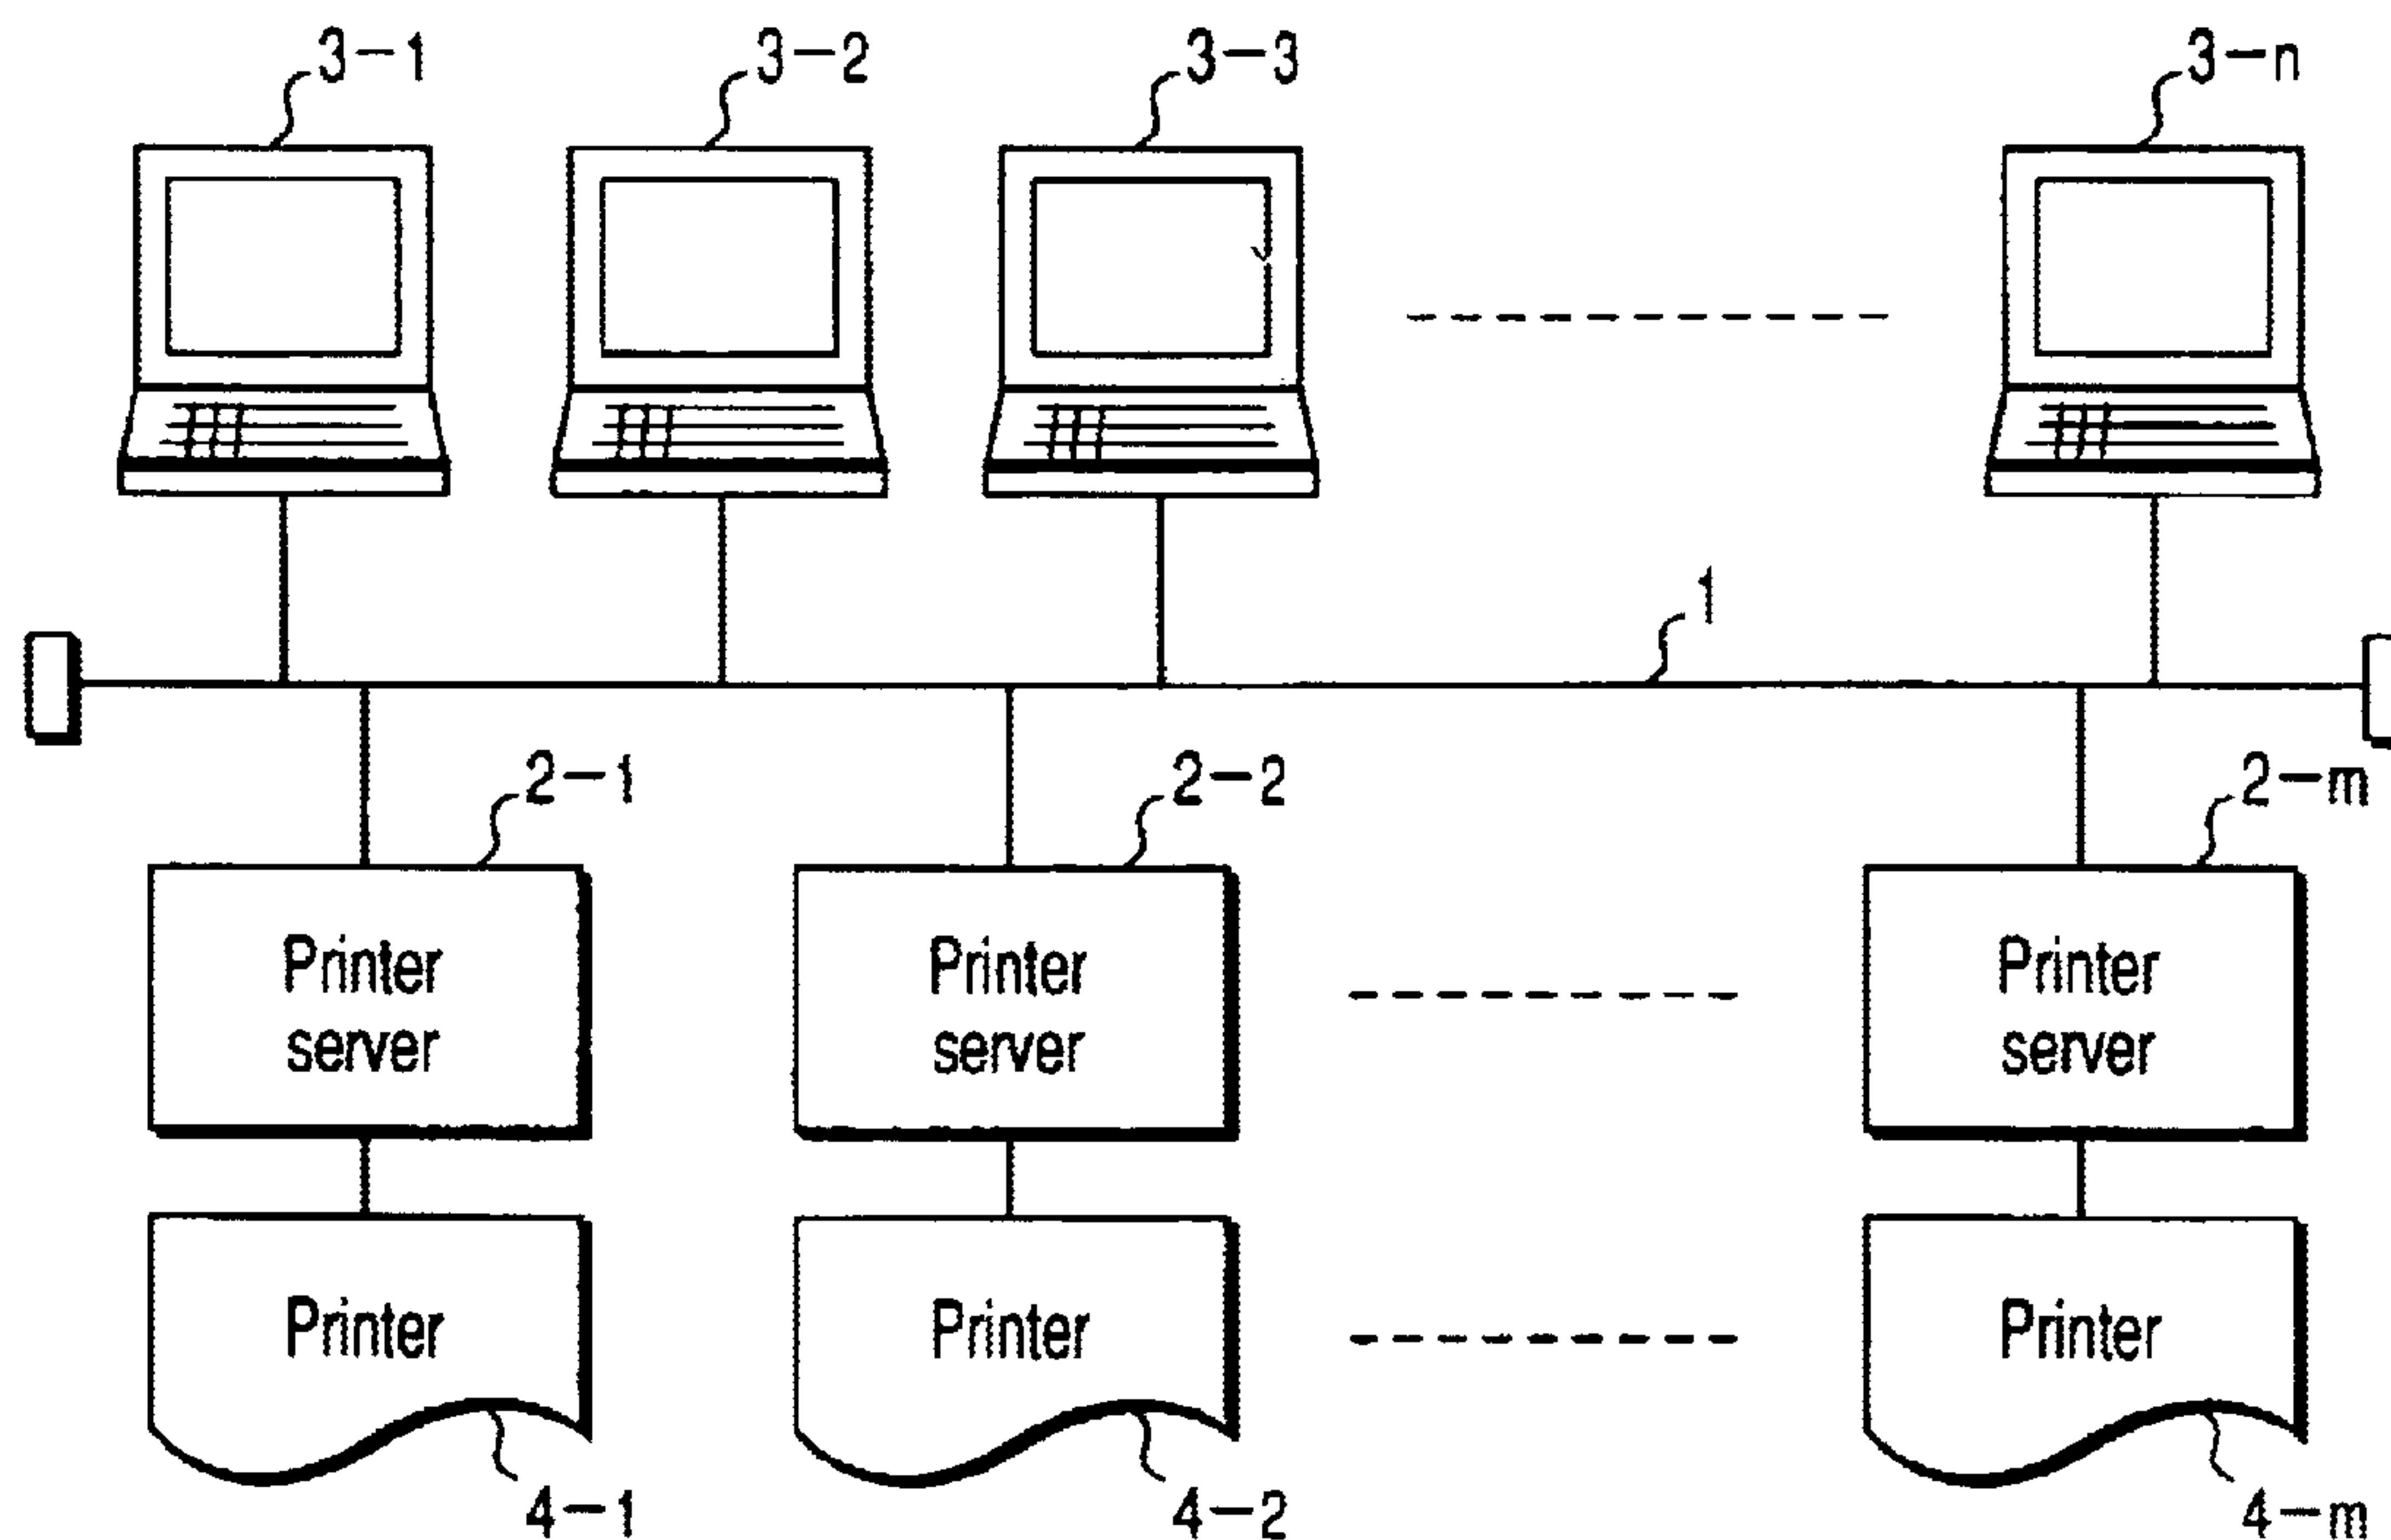 3-1
3-2
3-3
3-n
1
2-1
2-2
2-m
Printer
server
Printer
server
Printer
server
Printer
Printer
Printer
4-1
4-2
4-m